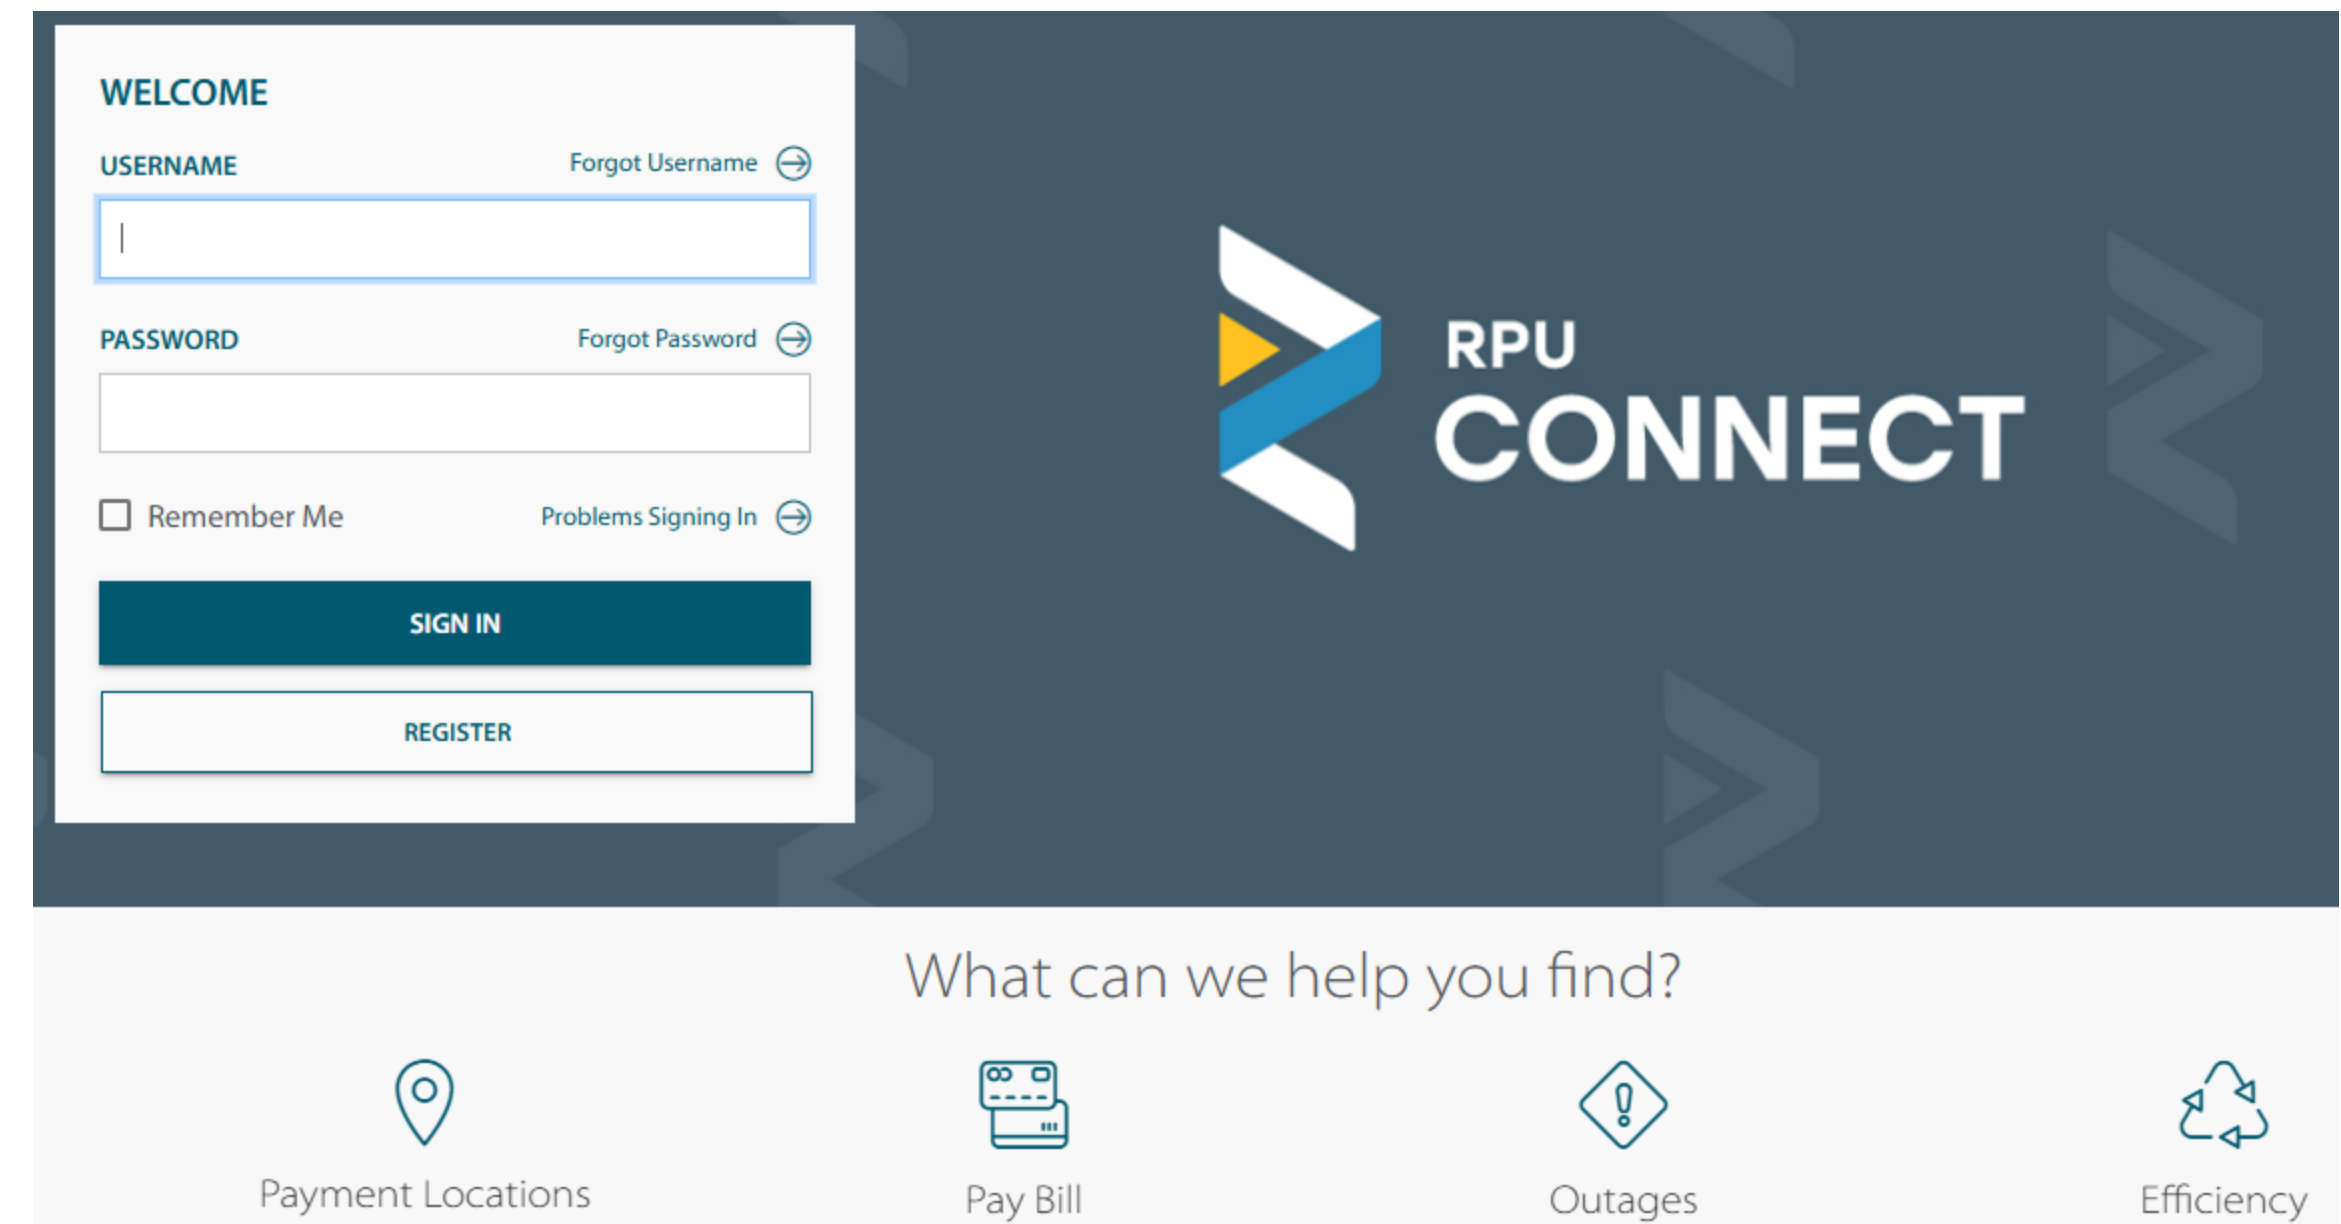 WELCOME
USERNAME Forgot Username
PASSWORD Forgot Password
Remember Me Problems Signing In
SIGN IN
REGISTER
RPU
CONNECT
What can we help you find?
Payment Locations Pay Bill Outages Efficiency